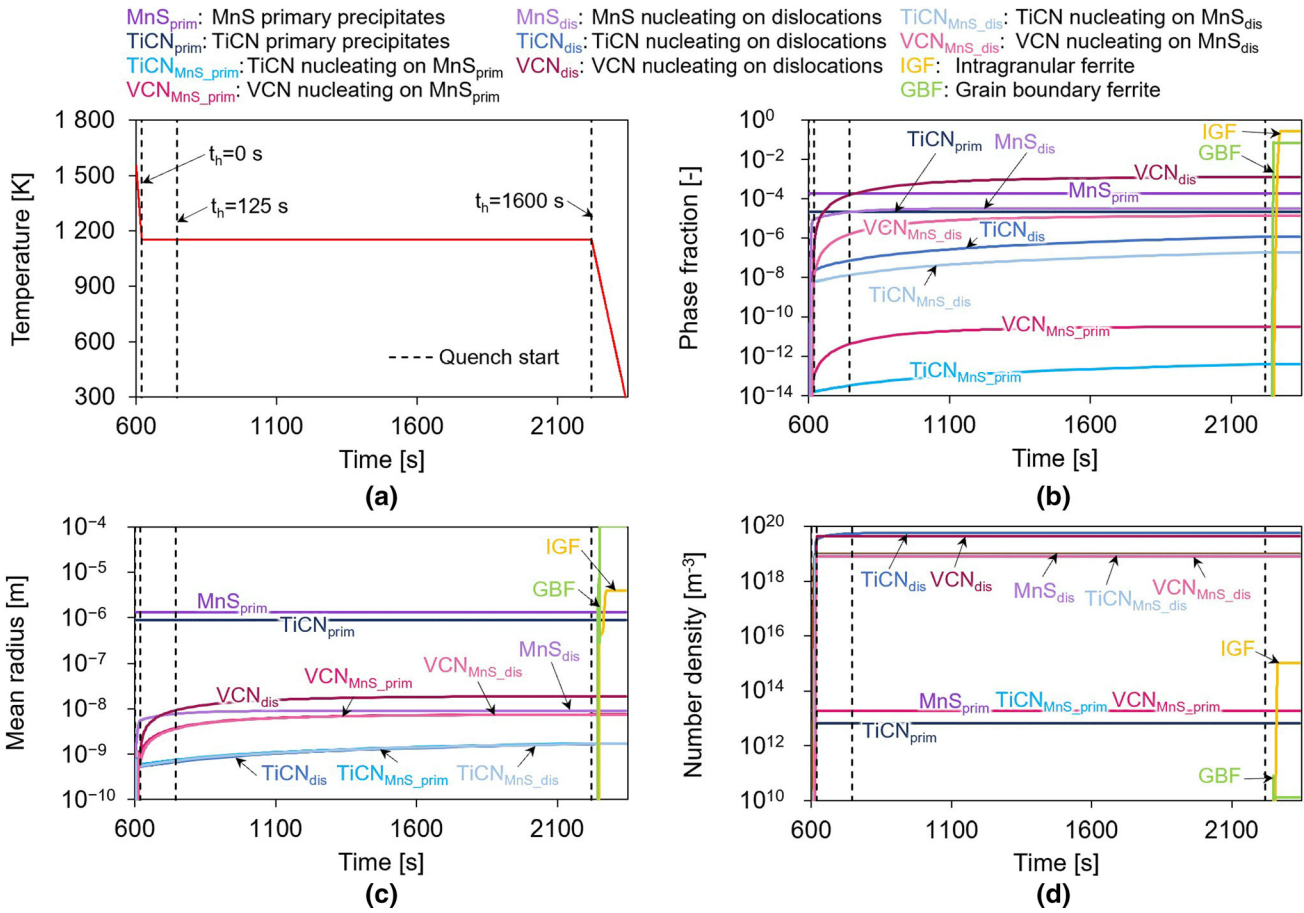 MnSprim: MnS primary precipitates
MnSdis: MnS nucleating on dislocations
TiCNMnS_dis: TiCN nucleating on MnSdis
TiCNprim: TiCN primary precipitates
TiCNdis: TiCN nucleating on dislocations
VCNMnS_dis: VCN nucleating on MnSdis
TiCNMnS_prim: TiCN nucleating on MnSprim
VCNdis: VCN nucleating on dislocations
IGF: Intragranular ferrite
VCNMnS_prim: VCN nucleating on MnSprim
GBF: Grain boundary ferrite
Temperature [K]
1 800
1 500
1 200
900
600
300
th=0 s
th=125 s
th=1600 s
Quench start
600 1100 1600 2100
Time [s]
(a)
Phase fraction [-]
10^0
10^-2
10^-4
10^-6
10^-8
10^-10
10^-12
10^-14
TiCNprim
MnSdis
IGF
GBF
VCNdis
MnSprim
VCNMnS_dis
TiCNdis
TiCNMnS_dis
VCNMnS_prim
TiCNMnS_prim
600 1100 1600 2100
Time [s]
(b)
Mean radius [m]
10^-4
10^-5
10^-6
10^-7
10^-8
10^-9
10^-10
IGF
GBF
MnSprim
TiCNprim
MnSdis
VCNMnS_dis
VCNMnS_prim
VCNdis
TiCNdis
TiCNMnS_prim
TiCNMnS_dis
600 1100 1600 2100
Time [s]
(c)
Number density [m^-3]
10^20
10^18
10^16
10^14
10^12
10^10
TiCNdis
VCNdis
MnSdis
TiCNMnS_dis
VCNMnS_dis
IGF
MnSprim
TiCNMnS_prim
VCNMnS_prim
TiCNprim
GBF
600 1100 1600 2100
Time [s]
(d)